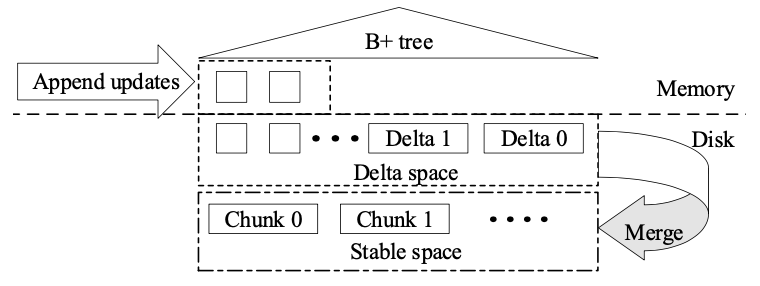 B+ tree
Append updates
Memory
Disk
Delta 1
Delta 0
Delta space
Chunk 0
Chunk 1
Merge
Stable space